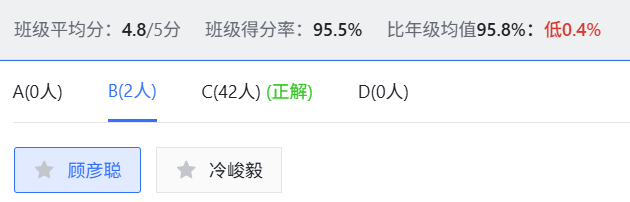 班级平均分：4.8/5分 班级得分率：95.5% 比年级均值95.8%：低0.4%
A(0人) B(2人) C(42人) (正解) D(0人)
顾彦聪 冷峻毅